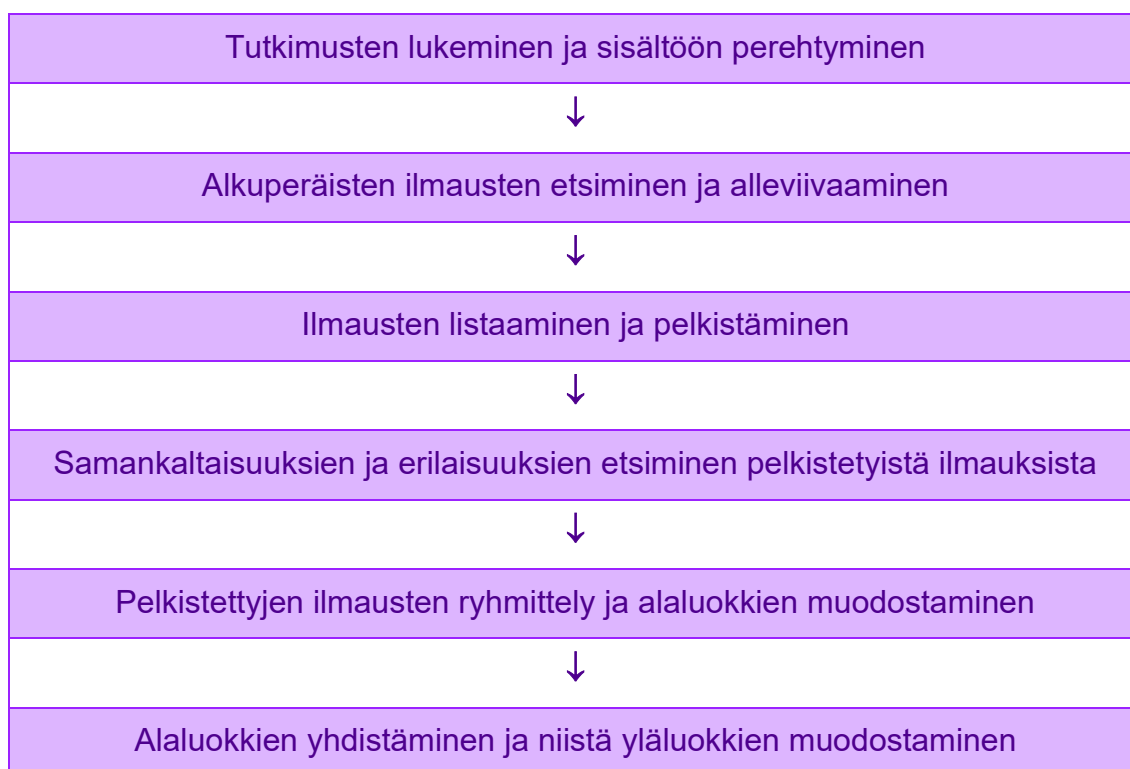 Tutkimusten lukeminen ja sisältöön perehtyminen
↓
Alkuperäisten ilmausten etsiminen ja alleviivaaminen
↓
Ilmausten listaaminen ja pelkistäminen
↓
Samankaltaisuuksien ja erilaisuuksien etsiminen pelkistetyistä ilmauksista
↓
Pelkistettyjen ilmausten ryhmittely ja alaluokkien muodostaminen
↓
Alaluokkien yhdistäminen ja niistä yläluokkien muodostaminen